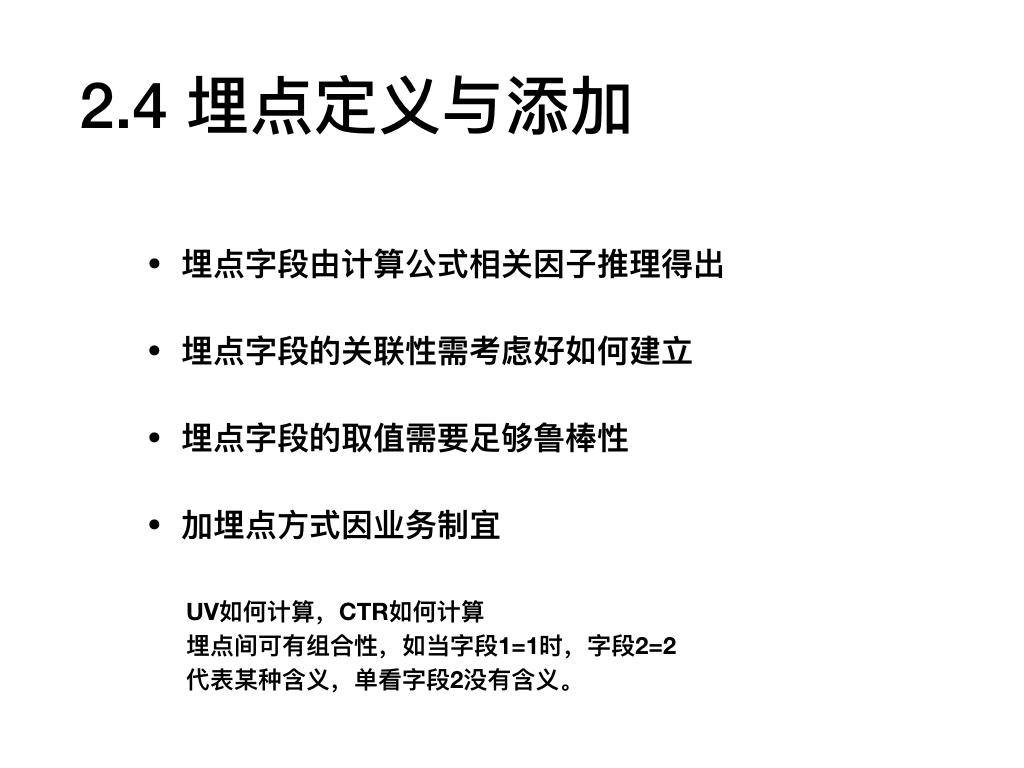 2.4 埋点定义与添加
• 埋点字段由计算公式相关因子推理得出
• 埋点字段的关联性需考虑好如何建立
• 埋点字段的取值需要足够鲁棒性
• 加埋点方式因业务制宜
UV如何计算，CTR如何计算
埋点间可有组合性，如当字段1=1时，字段2=2
代表某种含义，单看字段2没有含义。